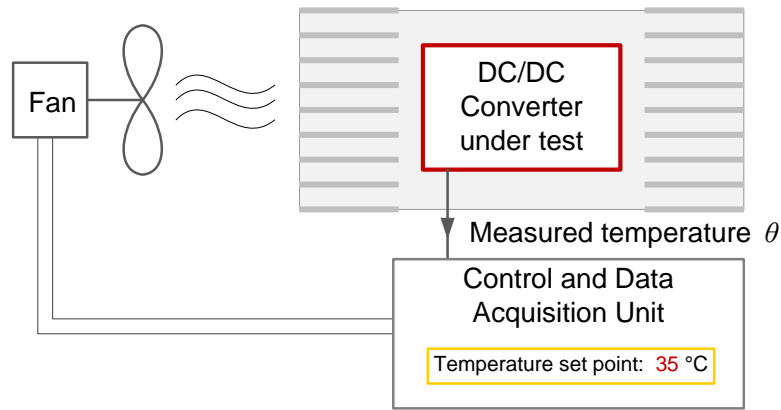 Fan
DC/DC
Converter
under test
Measured temperature θ
Control and Data
Acquisition Unit
Temperature set point: 35 °C